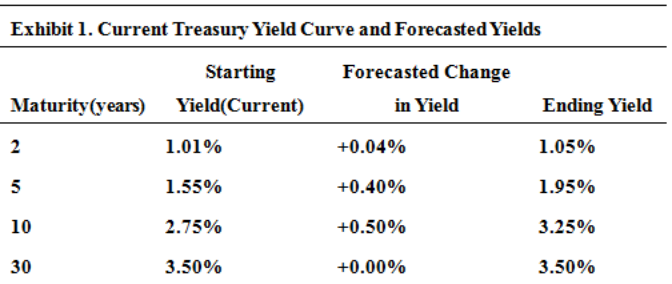 Exhibit 1. Current Treasury Yield Curve and Forecasted Yields
Starting Forecasted Change
Maturity(years) Yield(Current) in Yield Ending Yield
2 1.01% +0.04% 1.05%
5 1.55% +0.40% 1.95%
10 2.75% +0.50% 3.25%
30 3.50% +0.00% 3.50%